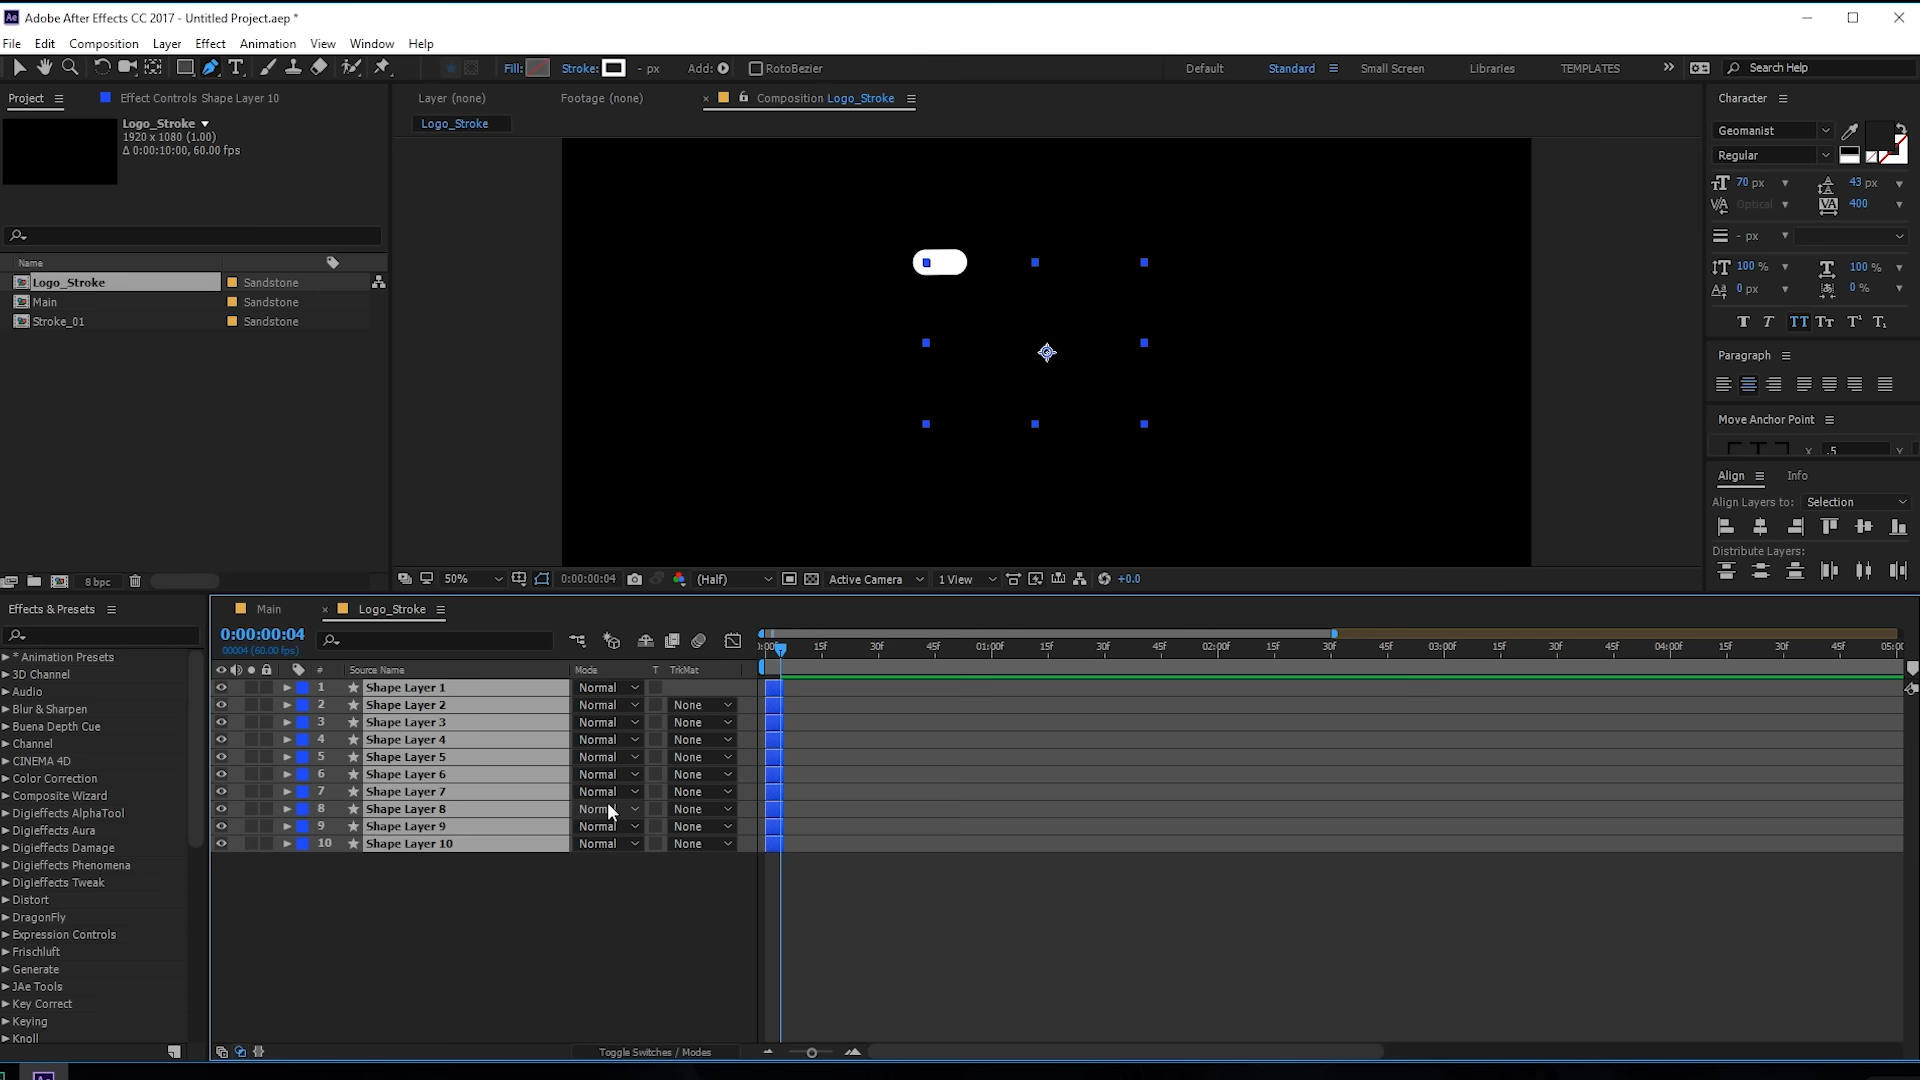 Adobe After Effects CC 2017 - Untitled Project.aep *
File Edit Composition Layer Effect Animation View Window Help
Fill: Stroke: - px Add: RotoBezier Default Standard Small Screen Libraries TEMPLATES Search Help
Project Effect Controls Shape Layer 10 Layer (none) Footage (none) × Composition Logo_Stroke Character
Logo_Stroke
1920 x 1080 (1.00)
Δ 0:00:10:00, 60.00 fps
Logo_Stroke
Geomanist
Regular
70 px 43 px
Optical 400
- px
100 % 100 %
0 px 0 %
T T TT Tт T¹ T₁
Paragraph
Move Anchor Point
X .5 Y
Align Info
Align Layers to: Selection
Distribute Layers:
Name
Logo_Stroke Sandstone
Main Sandstone
Stroke_01 Sandstone
8 bpc
50% 0:00:00:04 (Half) Active Camera 1 View +0.0
Effects & Presets
* Animation Presets
3D Channel
Audio
Blur & Sharpen
Buena Depth Cue
Channel
CINEMA 4D
Color Correction
Composite Wizard
Digieffects AlphaTool
Digieffects Aura
Digieffects Damage
Digieffects Phenomena
Digieffects Tweak
Distort
DragonFly
Expression Controls
Frischluft
Generate
JAe Tools
Key Correct
Keying
Knoll
Main × Logo_Stroke
0:00:00:04
00004 (60.00 fps)
15f 30f 45f 01:00f 15f 30f 45f 02:00f 15f 30f 45f 03:00f 15f 30f 45f 04:00f 15f 30f 45f 05:00
# Source Name Mode T TrkMat
1 Shape Layer 1 Normal
2 Shape Layer 2 Normal None
3 Shape Layer 3 Normal None
4 Shape Layer 4 Normal None
5 Shape Layer 5 Normal None
6 Shape Layer 6 Normal None
7 Shape Layer 7 Normal None
8 Shape Layer 8 Normal None
9 Shape Layer 9 Normal None
10 Shape Layer 10 Normal None
Toggle Switches / Modes